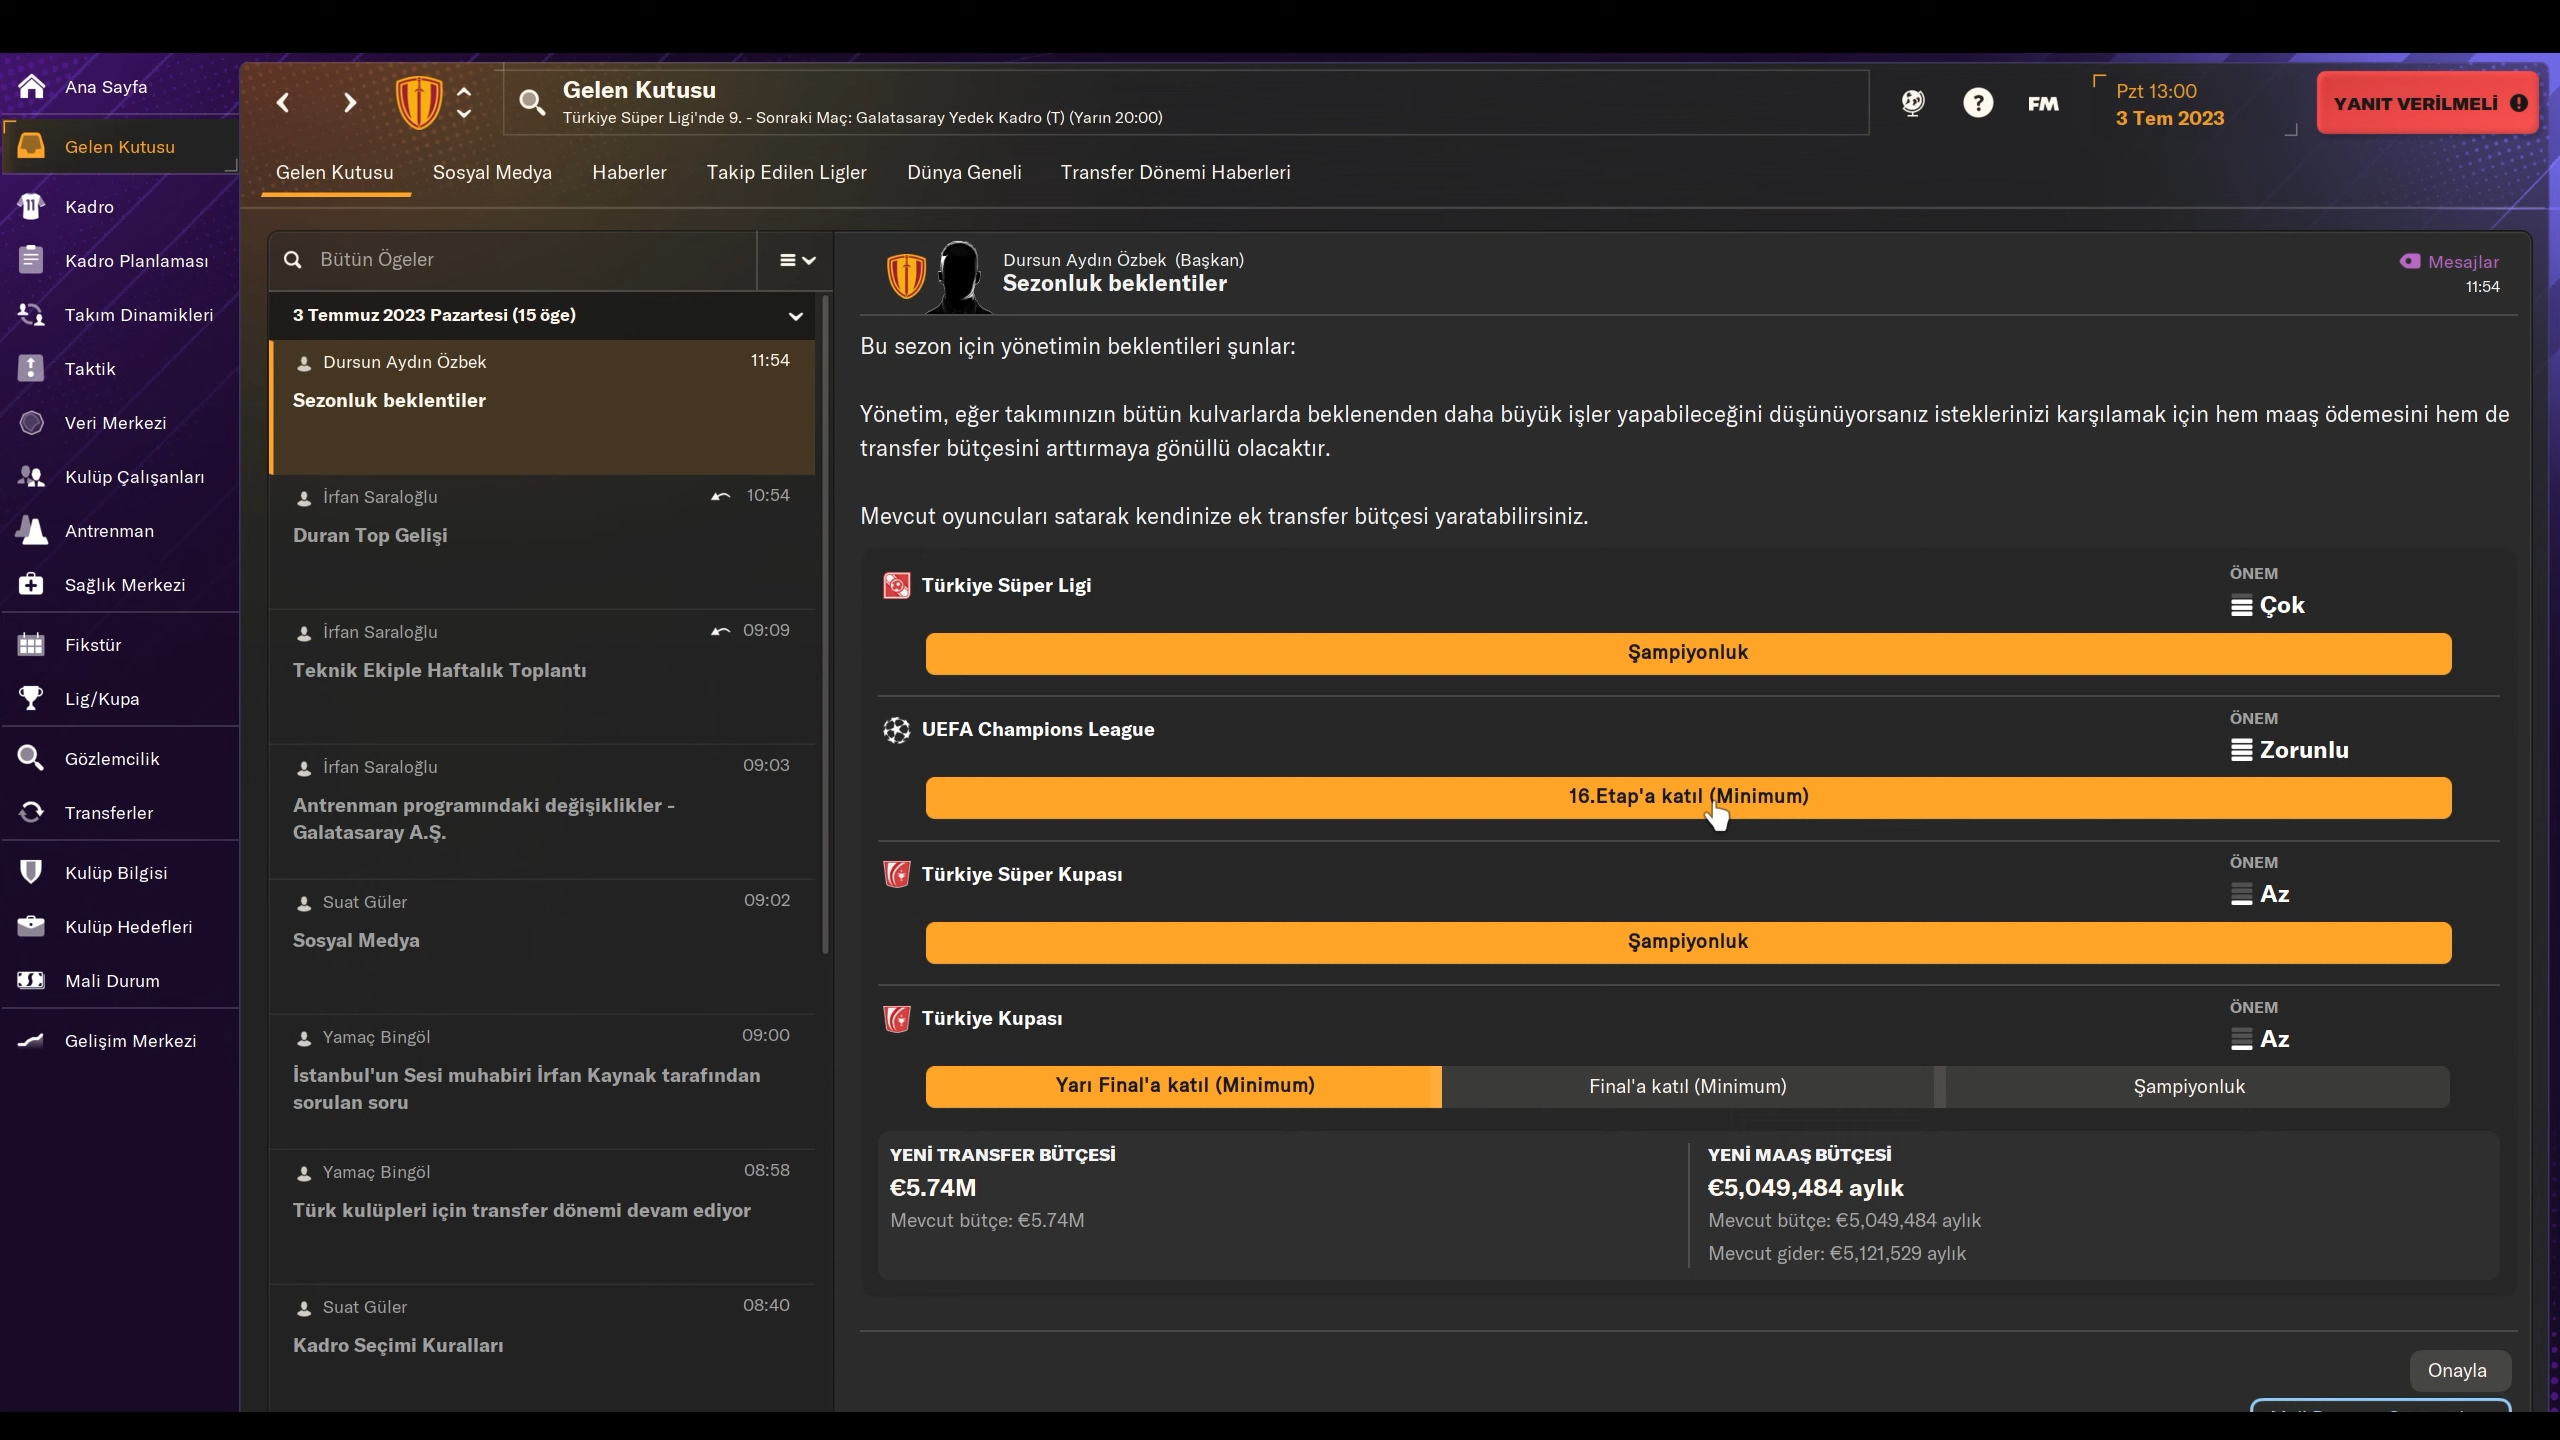 Ana Sayfa
Gelen Kutusu
Kadro
Kadro Planlaması
Takım Dinamikleri
Taktik
Veri Merkezi
Kulüp Çalışanları
Antrenman
Sağlık Merkezi
Fikstür
Lig/Kupa
Gözlemcilik
Transferler
Kulüp Bilgisi
Kulüp Hedefleri
Mali Durum
Gelişim Merkezi
Gelen Kutusu
Türkiye Süper Ligi'nde 9. - Sonraki Maç: Galatasaray Yedek Kadro (T) (Yarın 20:00)
FM
Pzt 13:00
3 Tem 2023
YANIT VERİLMELİ
Gelen Kutusu
Sosyal Medya
Haberler
Takip Edilen Ligler
Dünya Geneli
Transfer Dönemi Haberleri
Bütün Ögeler
3 Temmuz 2023 Pazartesi (15 öge)
Dursun Aydın Özbek 11:54
Sezonluk beklentiler
İrfan Saraloğlu 10:54
Duran Top Gelişi
İrfan Saraloğlu 09:09
Teknik Ekiple Haftalık Toplantı
İrfan Saraloğlu 09:03
Antrenman programındaki değişiklikler -
Galatasaray A.Ş.
Suat Güler 09:02
Sosyal Medya
Yamaç Bingöl 09:00
İstanbul'un Sesi muhabiri İrfan Kaynak tarafından
sorulan soru
Yamaç Bingöl 08:58
Türk kulüpleri için transfer dönemi devam ediyor
Suat Güler 08:40
Kadro Seçimi Kuralları
Dursun Aydın Özbek (Başkan)
Sezonluk beklentiler
Mesajlar
11:54
Bu sezon için yönetimin beklentileri şunlar:
Yönetim, eğer takımınızın bütün kulvarlarda beklenenden daha büyük işler yapabileceğini düşünüyorsanız isteklerinizi karşılamak için hem maaş ödemesini hem de
transfer bütçesini arttırmaya gönüllü olacaktır.
Mevcut oyuncuları satarak kendinize ek transfer bütçesi yaratabilirsiniz.
Türkiye Süper Ligi
ÖNEM
Çok
Şampiyonluk
UEFA Champions League
ÖNEM
Zorunlu
16.Etap'a katıl (Minimum)
Türkiye Süper Kupası
ÖNEM
Az
Şampiyonluk
Türkiye Kupası
ÖNEM
Az
Yarı Final'a katıl (Minimum)
Final'a katıl (Minimum)
Şampiyonluk
YENİ TRANSFER BÜTÇESİ
€5.74M
Mevcut bütçe: €5.74M
YENİ MAAŞ BÜTÇESİ
€5,049,484 aylık
Mevcut bütçe: €5,049,484 aylık
Mevcut gider: €5,121,529 aylık
Onayla